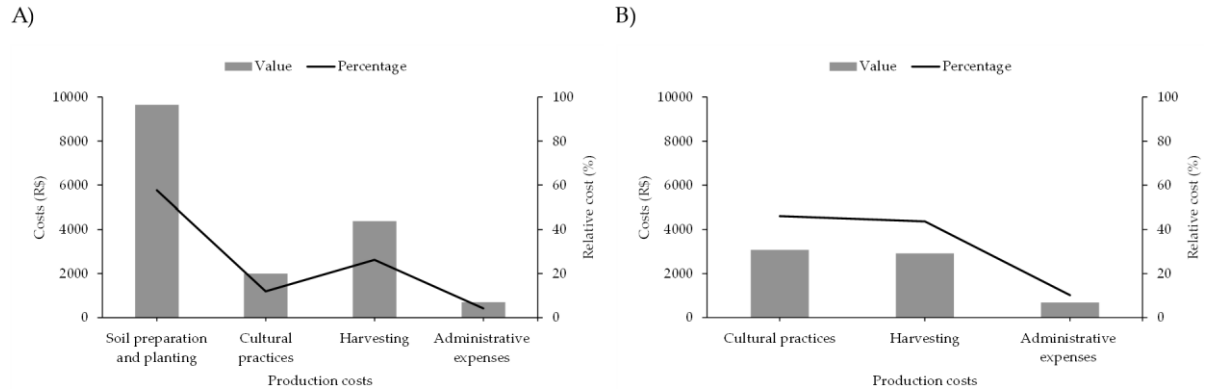 A)
Value Percentage
10000
8000
6000
4000
2000
0
Costs (R$)
100
80
60
40
20
0
Relative cost (%)
Soil preparation
and planting
Cultural
practices
Harvesting
Administrative
expenses
Production costs
B)
Value Percentage
10000
8000
6000
4000
2000
0
Costs (R$)
100
80
60
40
20
0
Relative cost (%)
Cultural practices
Harvesting
Administrative
expenses
Production costs